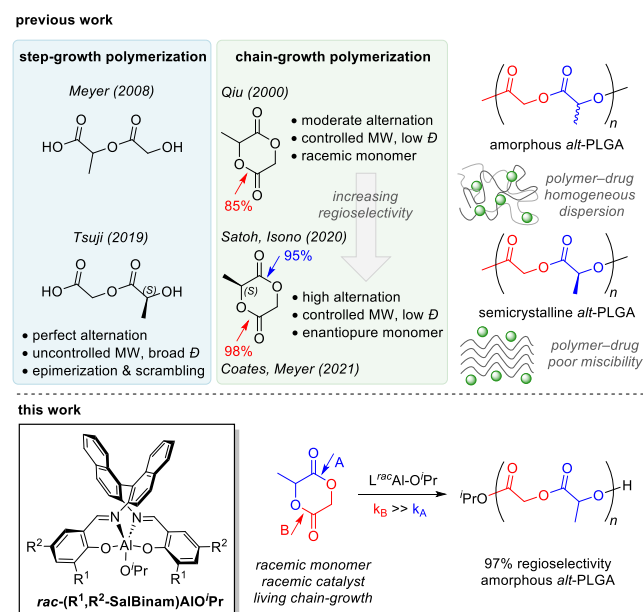 previous work
step-growth polymerization
Meyer (2008)
HO
O
O
O
OH
Tsuji (2019)
HO
O
O
O
(S)
OH
• perfect alternation
• uncontrolled MW, broad Đ
• epimerization & scrambling
chain-growth polymerization
Qiu (2000)
O
O
O
O
85%
• moderate alternation
• controlled MW, low Đ
• racemic monomer
increasing
regioselectivity
Satoh, Isono (2020)
95%
O
(S)
O
O
O
98%
• high alternation
• controlled MW, low Đ
• enantiopure monomer
Coates, Meyer (2021)
O
O
O
O
n
amorphous alt-PLGA
polymer–drug
homogeneous
dispersion
O
O
O
O
n
semicrystalline alt-PLGA
polymer–drug
poor miscibility
this work
N
N
R²
O
Al
O
R²
R¹
OⁱPr
R¹
rac-(R¹,R²-SalBinam)AlOⁱPr
O
A
O
O
B
O
racemic monomer
racemic catalyst
living chain-growth
LʳᵃᶜAl-OⁱPr
k_B >> k_A
ⁱPrO
O
O
O
O
H
n
97% regioselectivity
amorphous alt-PLGA